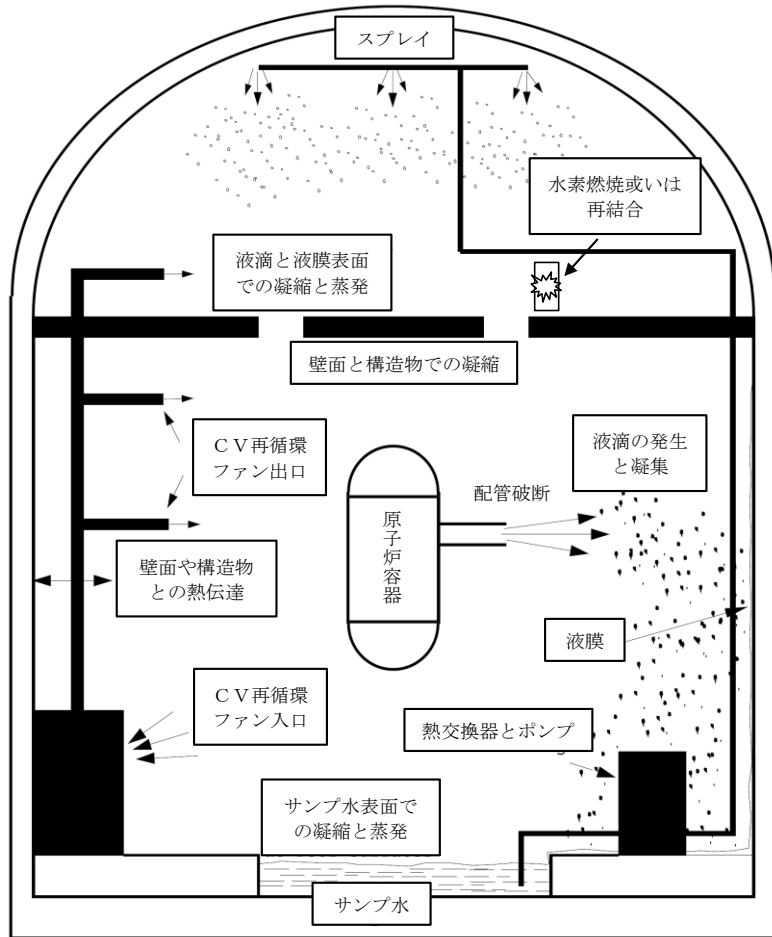 スプレイ
水素燃焼或いは
再結合
液滴と液膜表面
での凝縮と蒸発
壁面と構造物での凝縮
ＣＶ再循環
ファン出口
液滴の発生
と凝集
配管破断
原子炉容器
壁面や構造物
との熱伝達
液膜
ＣＶ再循環
ファン入口
熱交換器とポンプ
サンプ水表面で
の凝縮と蒸発
サンプ水